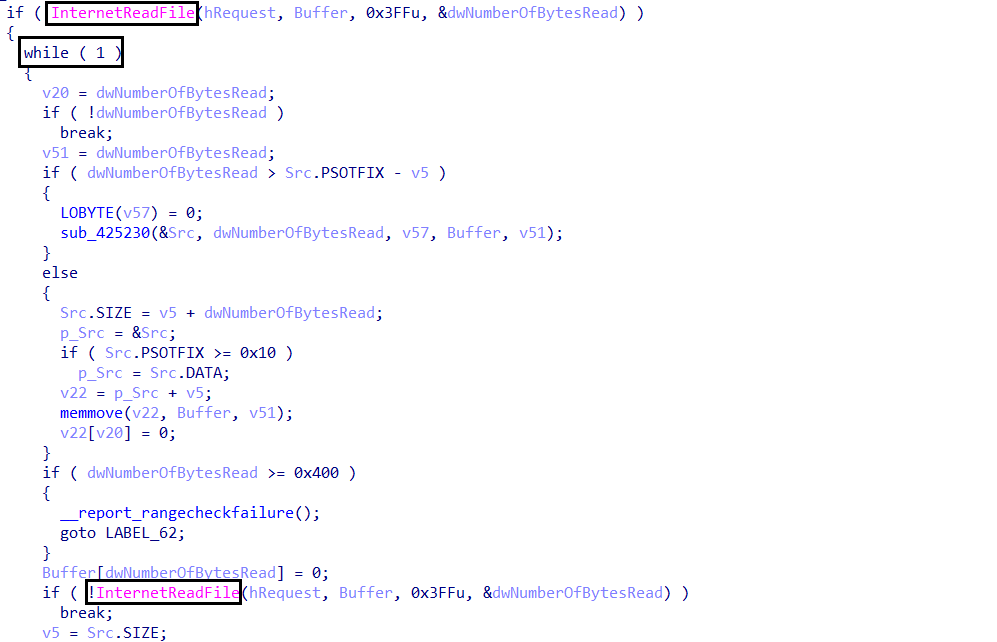 if ( InternetReadFile(hRequest, Buffer, 0x3FFu, &dwNumberOfBytesRead) )
{
while ( 1 )
{
v20 = dwNumberOfBytesRead;
if ( !dwNumberOfBytesRead )
break;
v51 = dwNumberOfBytesRead;
if ( dwNumberOfBytesRead > Src.PSOTFIX - v5 )
{
LOBYTE(v57) = 0;
sub_425230(&Src, dwNumberOfBytesRead, v57, Buffer, v51);
}
else
{
Src.SIZE = v5 + dwNumberOfBytesRead;
p_Src = &Src;
if ( Src.PSOTFIX >= 0x10 )
p_Src = Src.DATA;
v22 = p_Src + v5;
memmove(v22, Buffer, v51);
v22[v20] = 0;
}
if ( dwNumberOfBytesRead >= 0x400 )
{
__report_rangecheckfailure();
goto LABEL_62;
}
Buffer[dwNumberOfBytesRead] = 0;
if ( !InternetReadFile(hRequest, Buffer, 0x3FFu, &dwNumberOfBytesRead) )
break;
v5 = Src.SIZE;